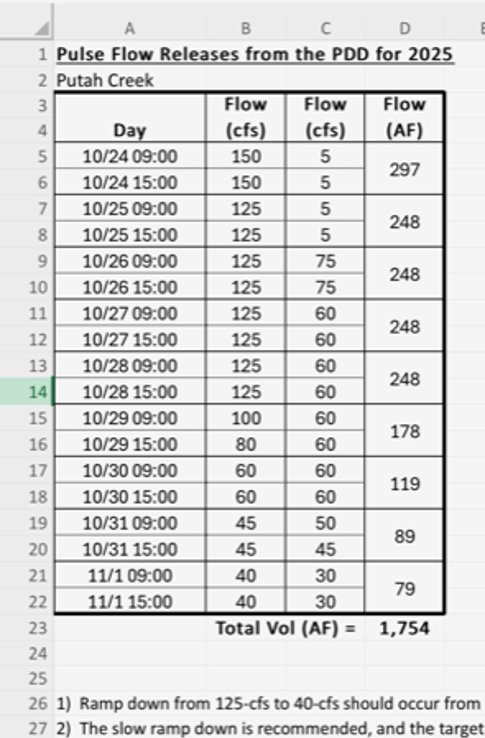 A B C D E
1 Pulse Flow Releases from the PDD for 2025
2 Putah Creek
3 Flow Flow Flow
4 Day (cfs) (cfs) (AF)
5 10/24 09:00 150 5
297
6 10/24 15:00 150 5
7 10/25 09:00 125 5
248
8 10/25 15:00 125 5
9 10/26 09:00 125 75
248
10 10/26 15:00 125 75
11 10/27 09:00 125 60
248
12 10/27 15:00 125 60
13 10/28 09:00 125 60
248
14 10/28 15:00 125 60
15 10/29 09:00 100 60
178
16 10/29 15:00 80 60
17 10/30 09:00 60 60
119
18 10/30 15:00 60 60
19 10/31 09:00 45 50
89
20 10/31 15:00 45 45
21 11/1 09:00 40 30
79
22 11/1 15:00 40 30
23 Total Vol (AF) = 1,754
24
25
26 1) Ramp down from 125-cfs to 40-cfs should occur from
27 2) The slow ramp down is recommended, and the target